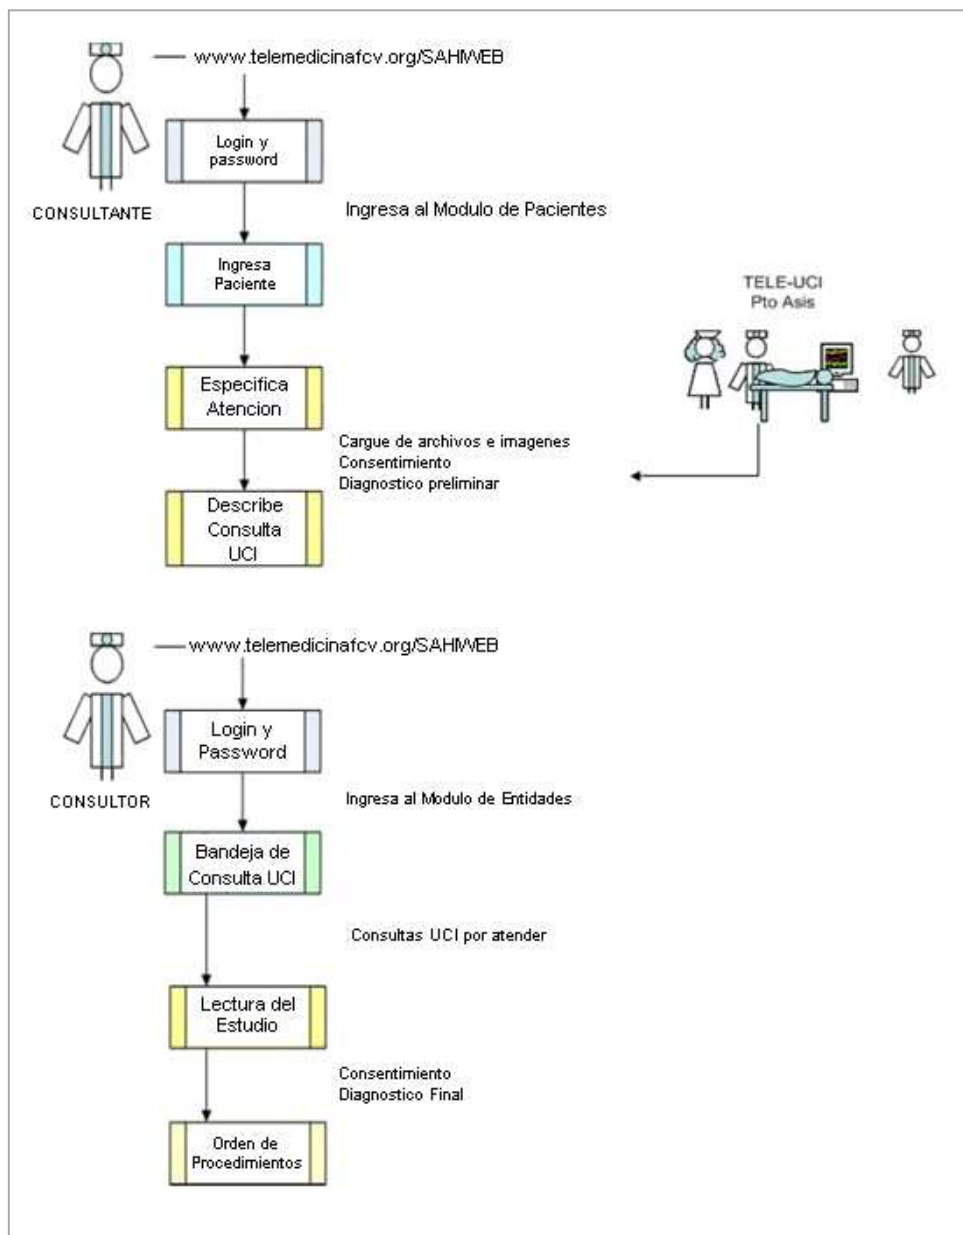 www.telemedicinafcv.org/SAHIWEB
Login y
password
CONSULTANTE
Ingresa al Modulo de Pacientes
Ingresa
Paciente
TELE-UCI
Pto Asis
Especifica
Atencion
Cargue de archivos e imagenes
Consentimiento
Diagnostico preliminar
Describe
Consulta
UCI
www.telemedicinafcv.org/SAHIWEB
Login y
Password
CONSULTOR
Ingresa al Modulo de Entidades
Bandeja de
Consulta UCI
Consultas UCI por atender
Lectura del
Estudio
Consentimiento
Diagnostico Final
Orden de
Procedimientos